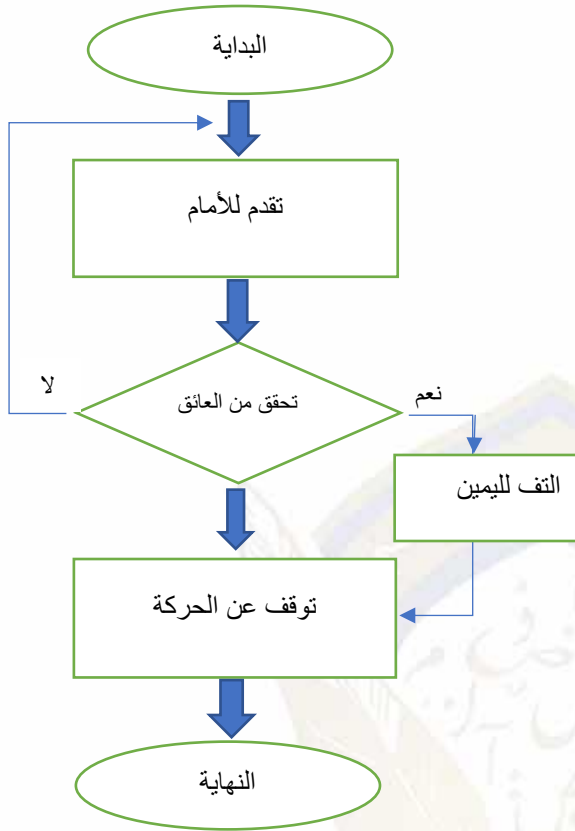 البداية
تقدم للأمام
تحقق من العائق
لا
نعم
التف لليمين
توقف عن الحركة
النهاية